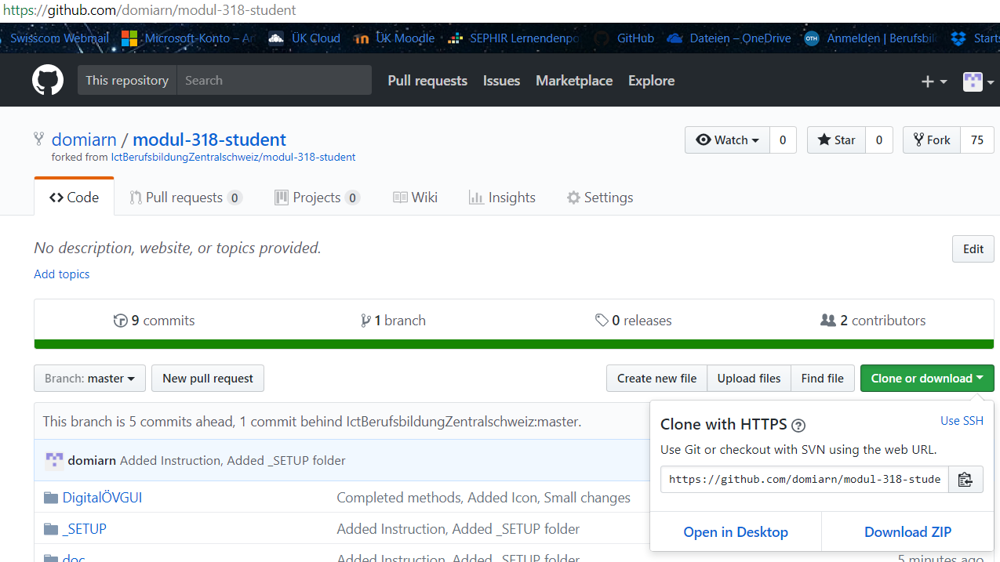 https://github.com/domiarn/modul-318-student
Swisscom Webmail Microsoft-Konto – Ar ÜK Cloud ÜK Moodle SEPHIR Lernendenpo GitHub Dateien – OneDrive OTH Anmelden | Berufsbil Starts
This repository Search Pull requests Issues Marketplace Explore
domiarn / modul-318-student Watch 0 Star 0 Fork 75
forked from IctBerufsbildungZentralschweiz/modul-318-student
Code Pull requests 0 Projects 0 Wiki Insights Settings
No description, website, or topics provided. Edit
Add topics
9 commits 1 branch 0 releases 2 contributors
Branch: master New pull request Create new file Upload files Find file Clone or download
This branch is 5 commits ahead, 1 commit behind IctBerufsbildungZentralschweiz:master.
domiarn Added Instruction, Added _SETUP folder
DigitalÖVGUI Completed methods, Added Icon, Small changes
_SETUP Added Instruction, Added _SETUP folder
doc Added Instruction, Added _SETUP folder 5 minutes ago
Clone with HTTPS ? Use SSH
Use Git or checkout with SVN using the web URL.
https://github.com/domiarn/modul-318-stude
Open in Desktop Download ZIP